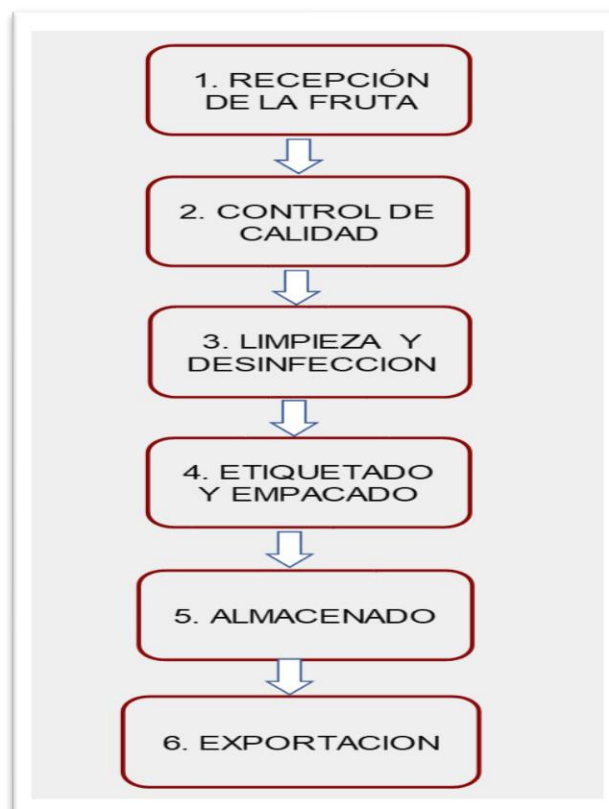 1. RECEPCIÓN
DE LA FRUTA
2. CONTROL DE
CALIDAD
3. LIMPIEZA Y
DESINFECCION
4. ETIQUETADO
Y EMPACADO
5. ALMACENADO
6. EXPORTACION